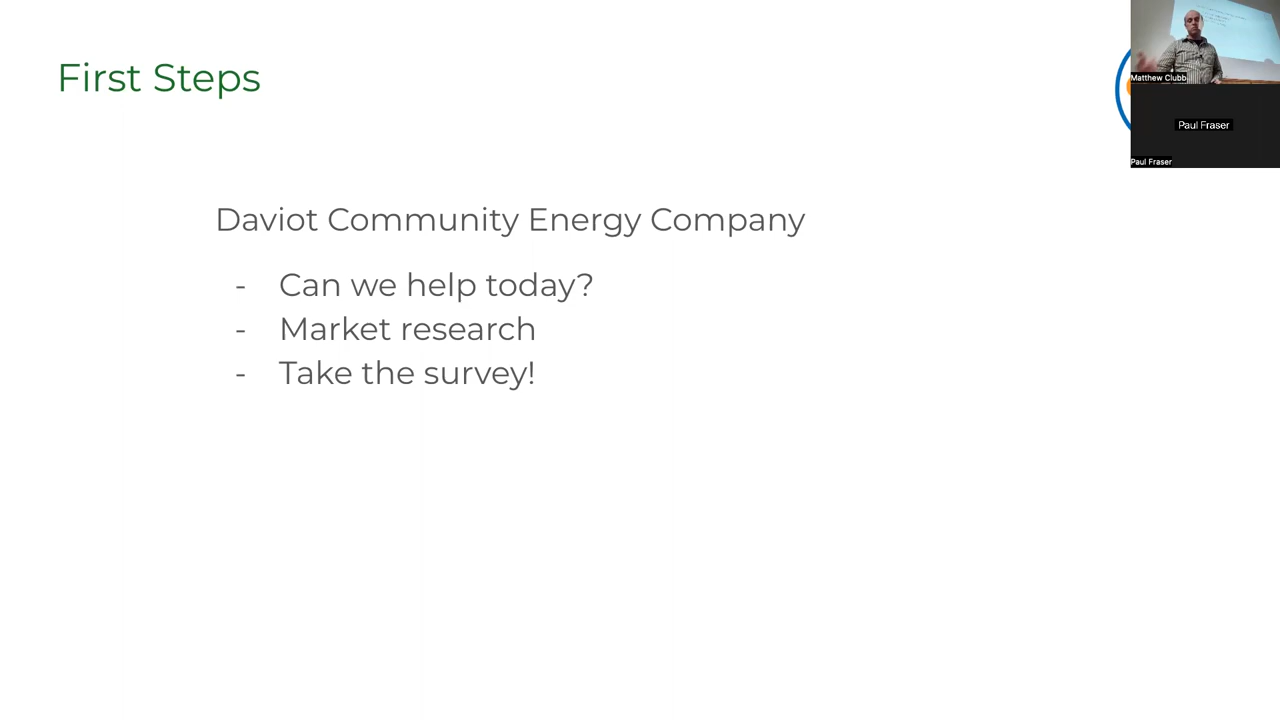 First Steps
Matthew Clubb
Paul Fraser
Paul Fraser
Daviot Community Energy Company
- Can we help today?
- Market research
- Take the survey!